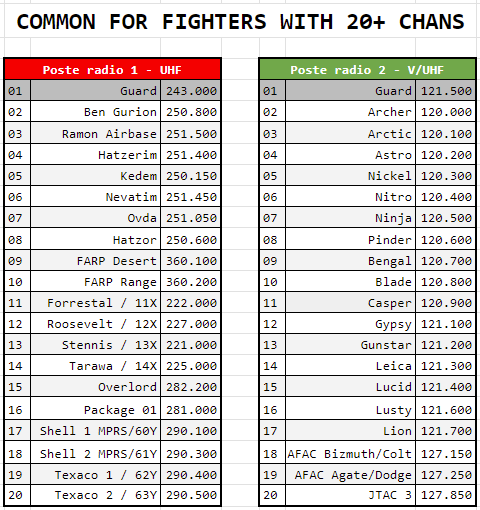 COMMON FOR FIGHTERS WITH 20+ CHANS
Poste radio 1 - UHF
01 Guard 243.000
02 Ben Gurion 250.800
03 Ramon Airbase 251.500
04 Hatzerim 251.400
05 Kedem 250.150
06 Nevatim 251.450
07 Ovda 251.050
08 Hatzor 250.600
09 FARP Desert 360.100
10 FARP Range 360.200
11 Forrestal / 11X 222.000
12 Roosevelt / 12X 227.000
13 Stennis / 13X 221.000
14 Tarawa / 14X 225.000
15 Overlord 282.200
16 Package 01 281.000
17 Shell 1 MPRS/60Y 290.100
18 Shell 2 MPRS/61Y 290.300
19 Texaco 1 / 62Y 290.400
20 Texaco 2 / 63Y 290.500
Poste radio 2 - V/UHF
01 Guard 121.500
02 Archer 120.000
03 Arctic 120.100
04 Astro 120.200
05 Nickel 120.300
06 Nitro 120.400
07 Ninja 120.500
08 Pinder 120.600
09 Bengal 120.700
10 Blade 120.800
11 Casper 120.900
12 Gypsy 121.100
13 Gunstar 121.200
14 Leica 121.300
15 Lucid 121.400
16 Lusty 121.600
17 Lion 121.700
18 AFAC Bizmuth/Colt 127.150
19 AFAC Agate/Dodge 127.250
20 JTAC 3 127.850